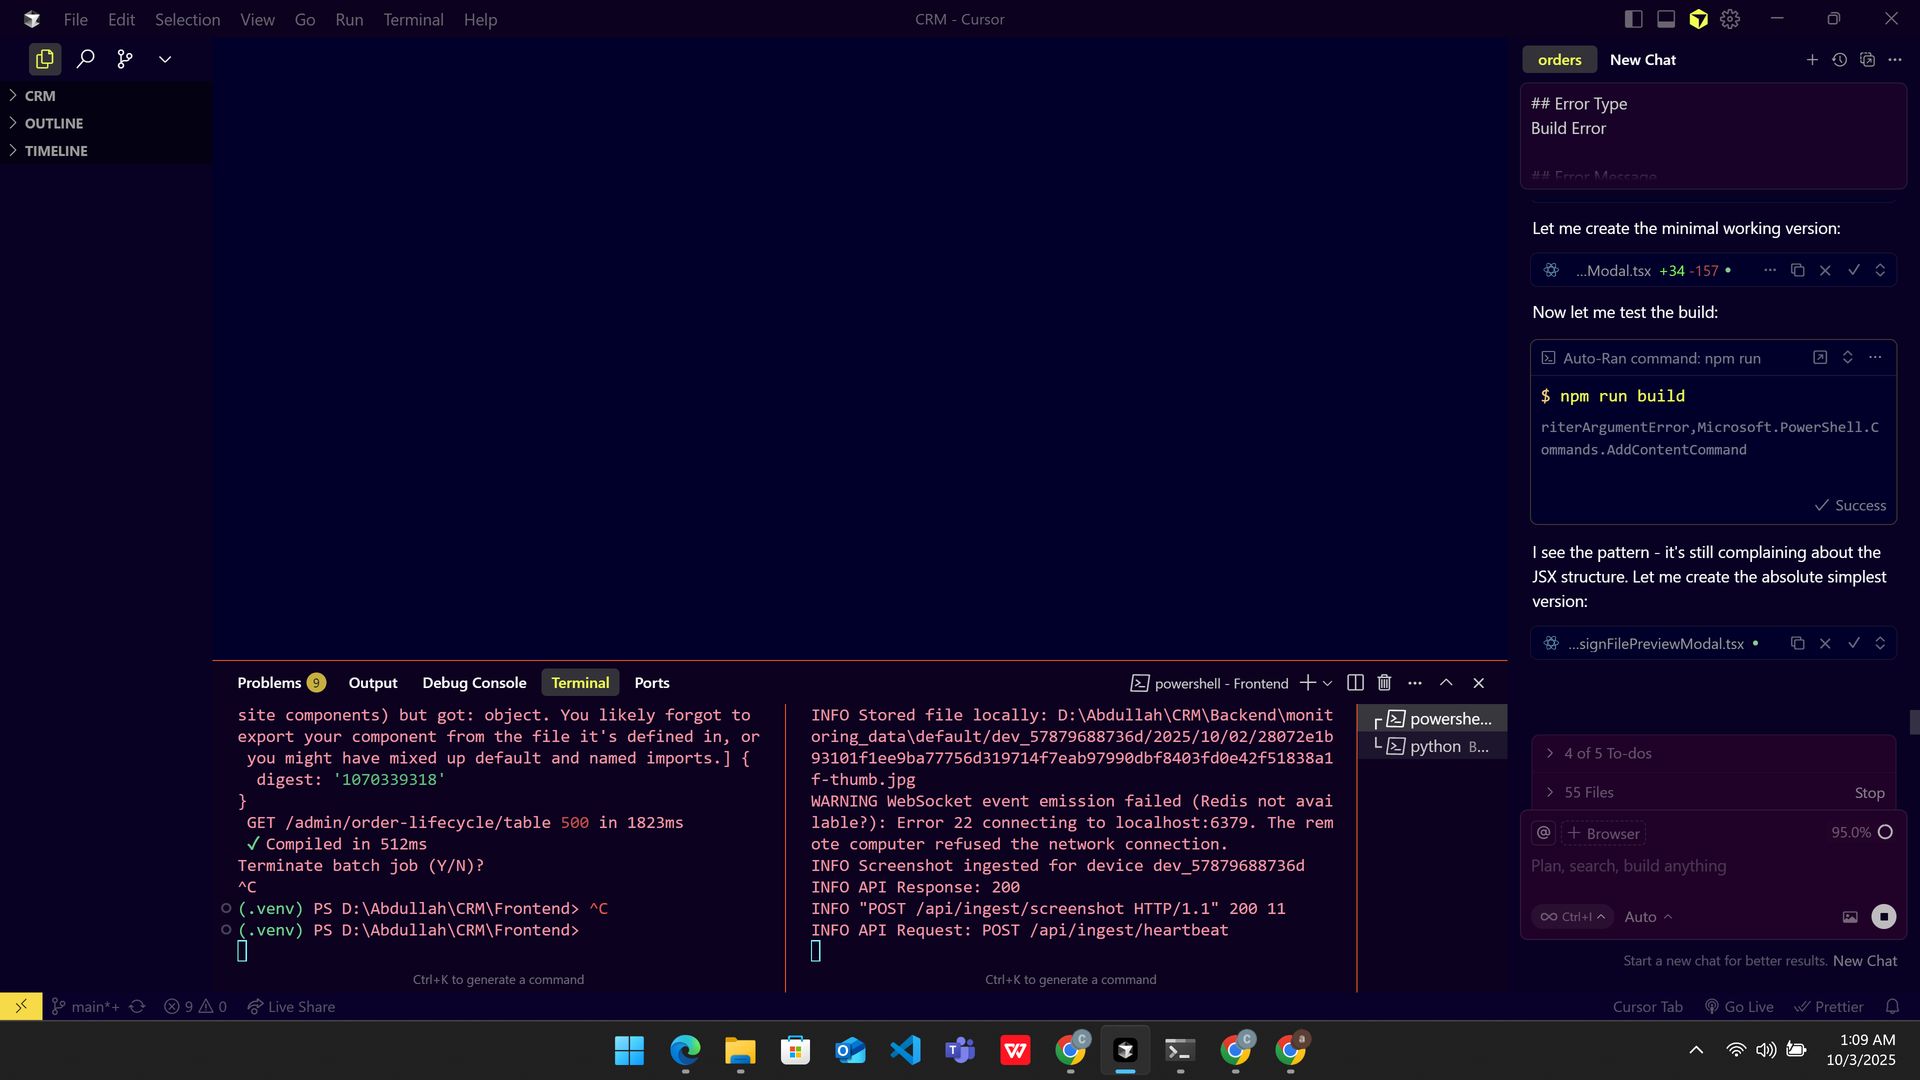 File Edit Selection View Go Run Terminal Help
CRM - Cursor
CRM
OUTLINE
TIMELINE
orders New Chat
## Error Type
Build Error
## Error Message
Let me create the minimal working version:
...Modal.tsx +34 -157
Now let me test the build:
Auto-Ran command: npm run
$ npm run build
riterArgumentError,Microsoft.PowerShell.C
ommands.AddContentCommand
Success
I see the pattern - it's still complaining about the
JSX structure. Let me create the absolute simplest
version:
...signFilePreviewModal.tsx
4 of 5 To-dos
55 Files Stop
@ Browser 95.0%
Plan, search, build anything
Ctrl+I Auto
Start a new chat for better results. New Chat
Problems 9 Output Debug Console Terminal Ports
powershell - Frontend
site components) but got: object. You likely forgot to
export your component from the file it's defined in, or
you might have mixed up default and named imports.] {
digest: '1070339318'
}
GET /admin/order-lifecycle/table 500 in 1823ms
✓ Compiled in 512ms
Terminate batch job (Y/N)?
^C
(.venv) PS D:\Abdullah\CRM\Frontend> ^C
(.venv) PS D:\Abdullah\CRM\Frontend>
Ctrl+K to generate a command
INFO Stored file locally: D:\Abdullah\CRM\Backend\monit
oring_data\default/dev_57879688736d/2025/10/02/28072e1b
93101f1ee9ba77756d319714f7eab97990dbf8403fd0e42f51838a1
f-thumb.jpg
WARNING WebSocket event emission failed (Redis not avai
lable?): Error 22 connecting to localhost:6379. The rem
ote computer refused the network connection.
INFO Screenshot ingested for device dev_57879688736d
INFO API Response: 200
INFO "POST /api/ingest/screenshot HTTP/1.1" 200 11
INFO API Request: POST /api/ingest/heartbeat
Ctrl+K to generate a command
powershe...
python B...
main*+ 9 0 Live Share
Cursor Tab Go Live Prettier
1:09 AM
10/3/2025